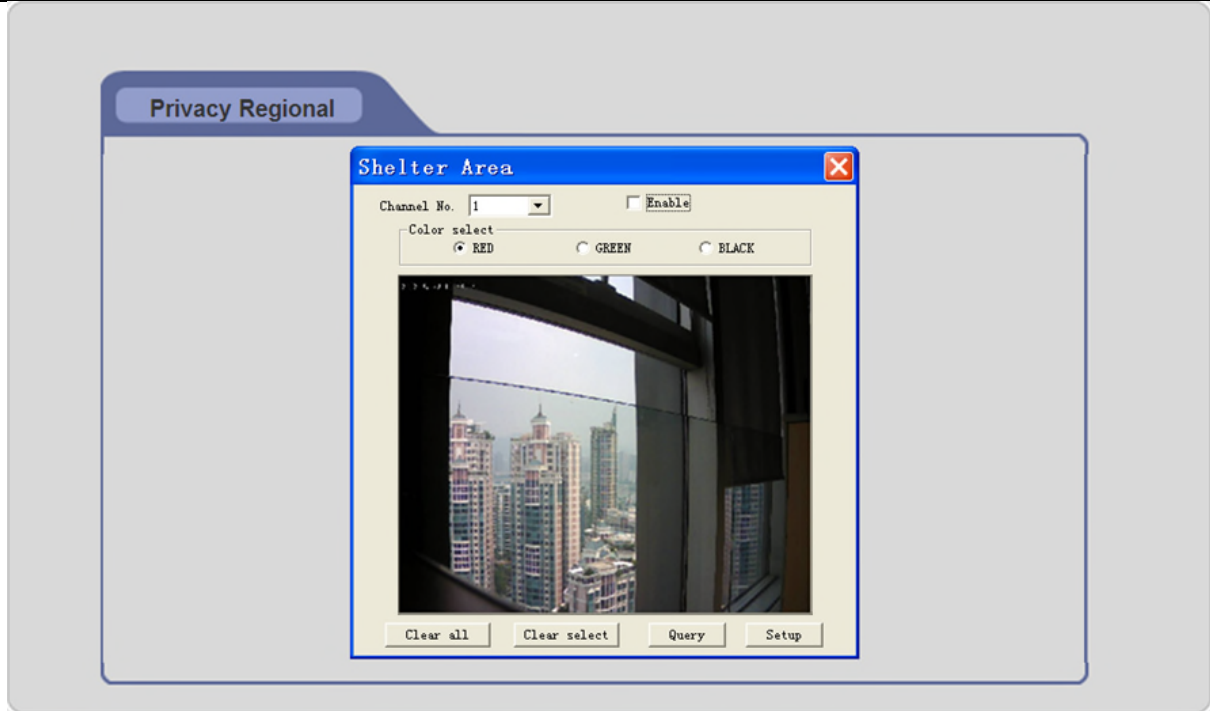 Privacy Regional
Shelter Area
Channel No. 1 Enable
Color select
RED GREEN BLACK
Clear all Clear select Query Setup